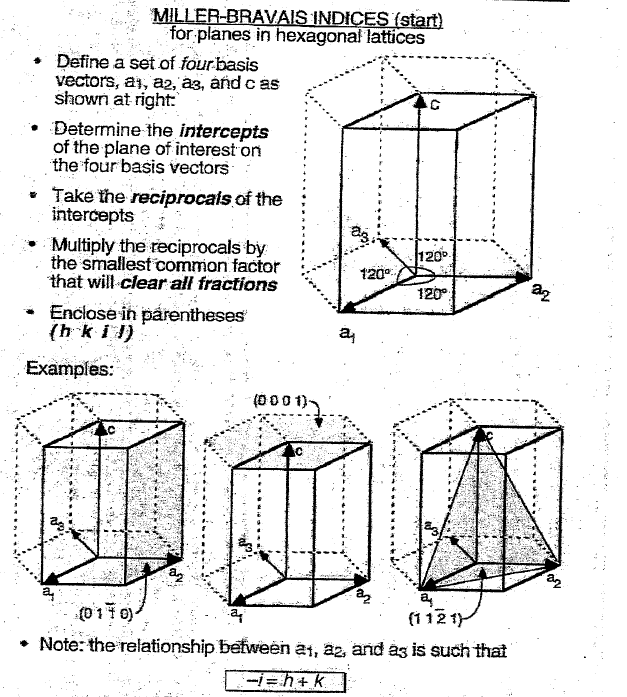 MILLER-BRAVAIS INDICES (start)
for planes in hexagonal lattices
• Define a set of four basis
vectors, a₁, a₂, a₃, and c as
shown at right:
• Determine the intercepts
of the plane of interest on
the four basis vectors
• Take the reciprocals of the
intercepts
• Multiply the reciprocals by
the smallest common factor
that will clear all fractions
• Enclose in parentheses
(h k i l)
c
a₃
120°
120°
120°
a₂
a₁
Examples:
c
a₃
a₂
a₁
(0 1 1̅ 0)
(0 0 0 1)
c
a₃
a₂
a₁
c
a₃
a₂
a₁
(1 1 2̅ 1)
• Note: the relationship between a₁, a₂, and a₃ is such that
–i = h + k